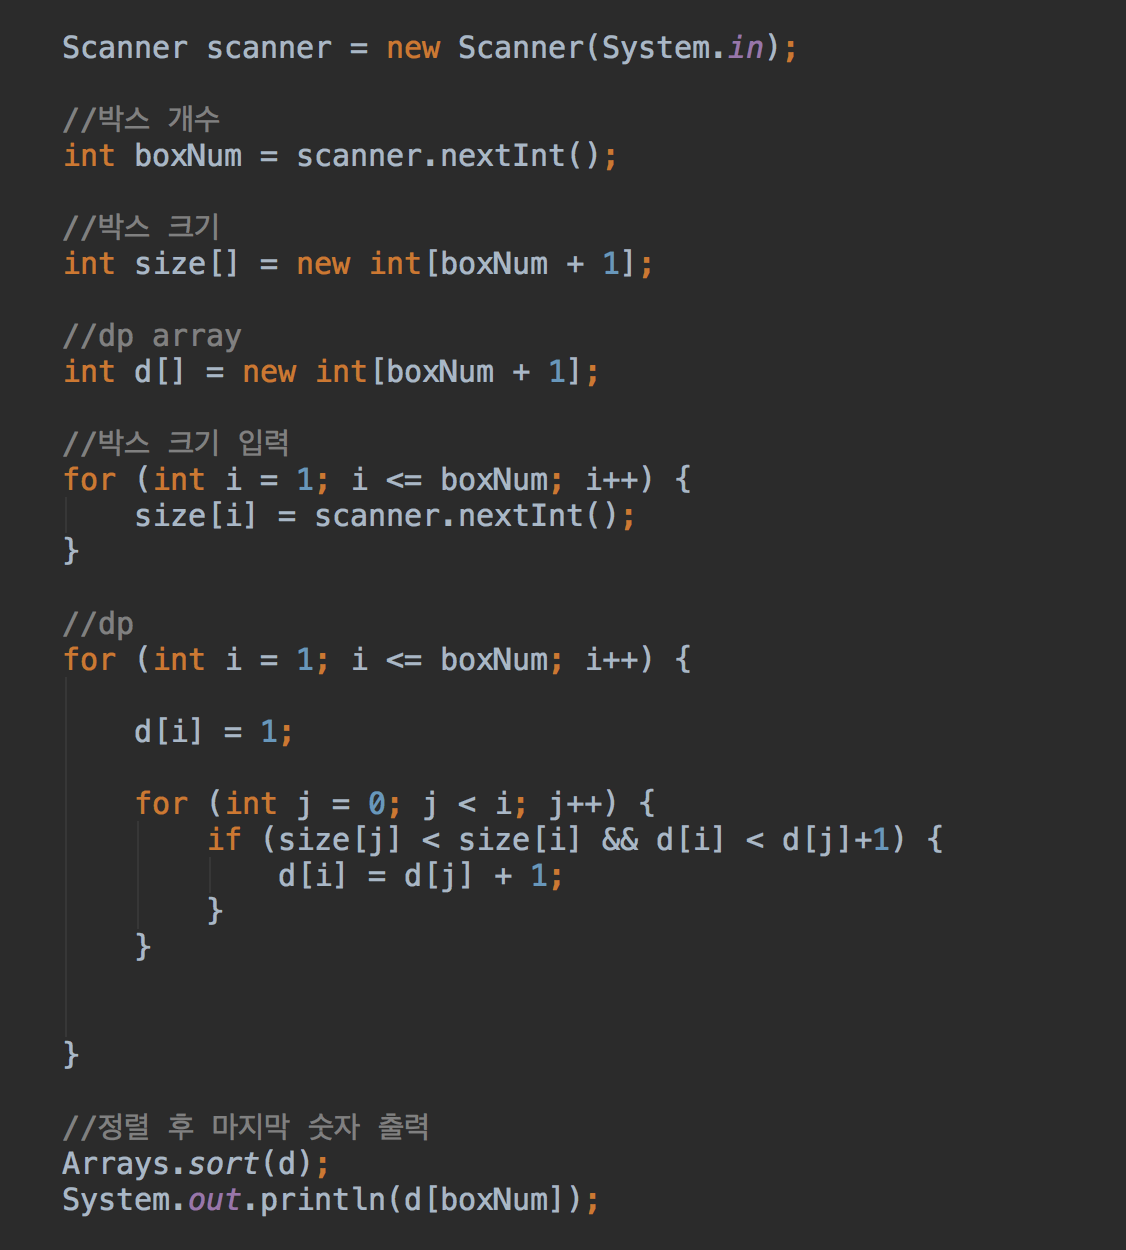 Scanner scanner = new Scanner(System.in);
//박스 개수
int boxNum = scanner.nextInt();
//박스 크기
int size[] = new int[boxNum + 1];
//dp array
int d[] = new int[boxNum + 1];
//박스 크기 입력
for (int i = 1; i <= boxNum; i++) {
size[i] = scanner.nextInt();
}
//dp
for (int i = 1; i <= boxNum; i++) {
d[i] = 1;
for (int j = 0; j < i; j++) {
if (size[j] < size[i] && d[i] < d[j]+1) {
d[i] = d[j] + 1;
}
}
}
//정렬 후 마지막 숫자 출력
Arrays.sort(d);
System.out.println(d[boxNum]);